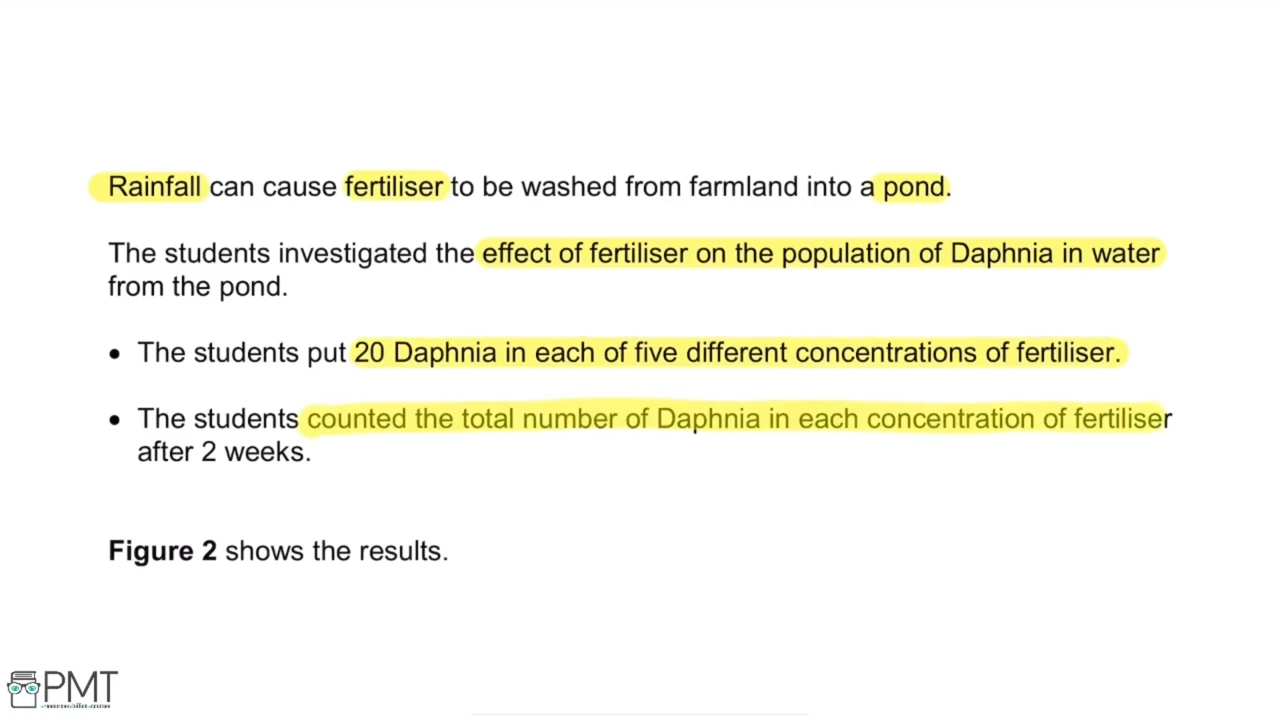 Rainfall can cause fertiliser to be washed from farmland into a pond.
The students investigated the effect of fertiliser on the population of Daphnia in water
from the pond.
• The students put 20 Daphnia in each of five different concentrations of fertiliser.
• The students counted the total number of Daphnia in each concentration of fertiliser
after 2 weeks.
Figure 2 shows the results.
PMT